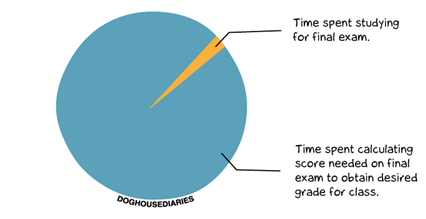 Time spent studying
for final exam.
Time spent calculating
score needed on final
exam to obtain desired
grade for class.
DOGHOUSEDIARIES